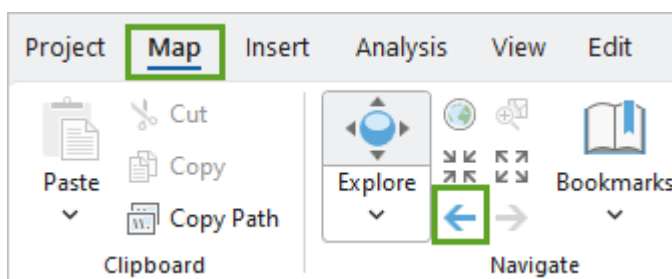 Project Map Insert Analysis View Edit
Paste
Cut
Copy
Copy Path
Clipboard
Explore
Bookmarks
Navigate